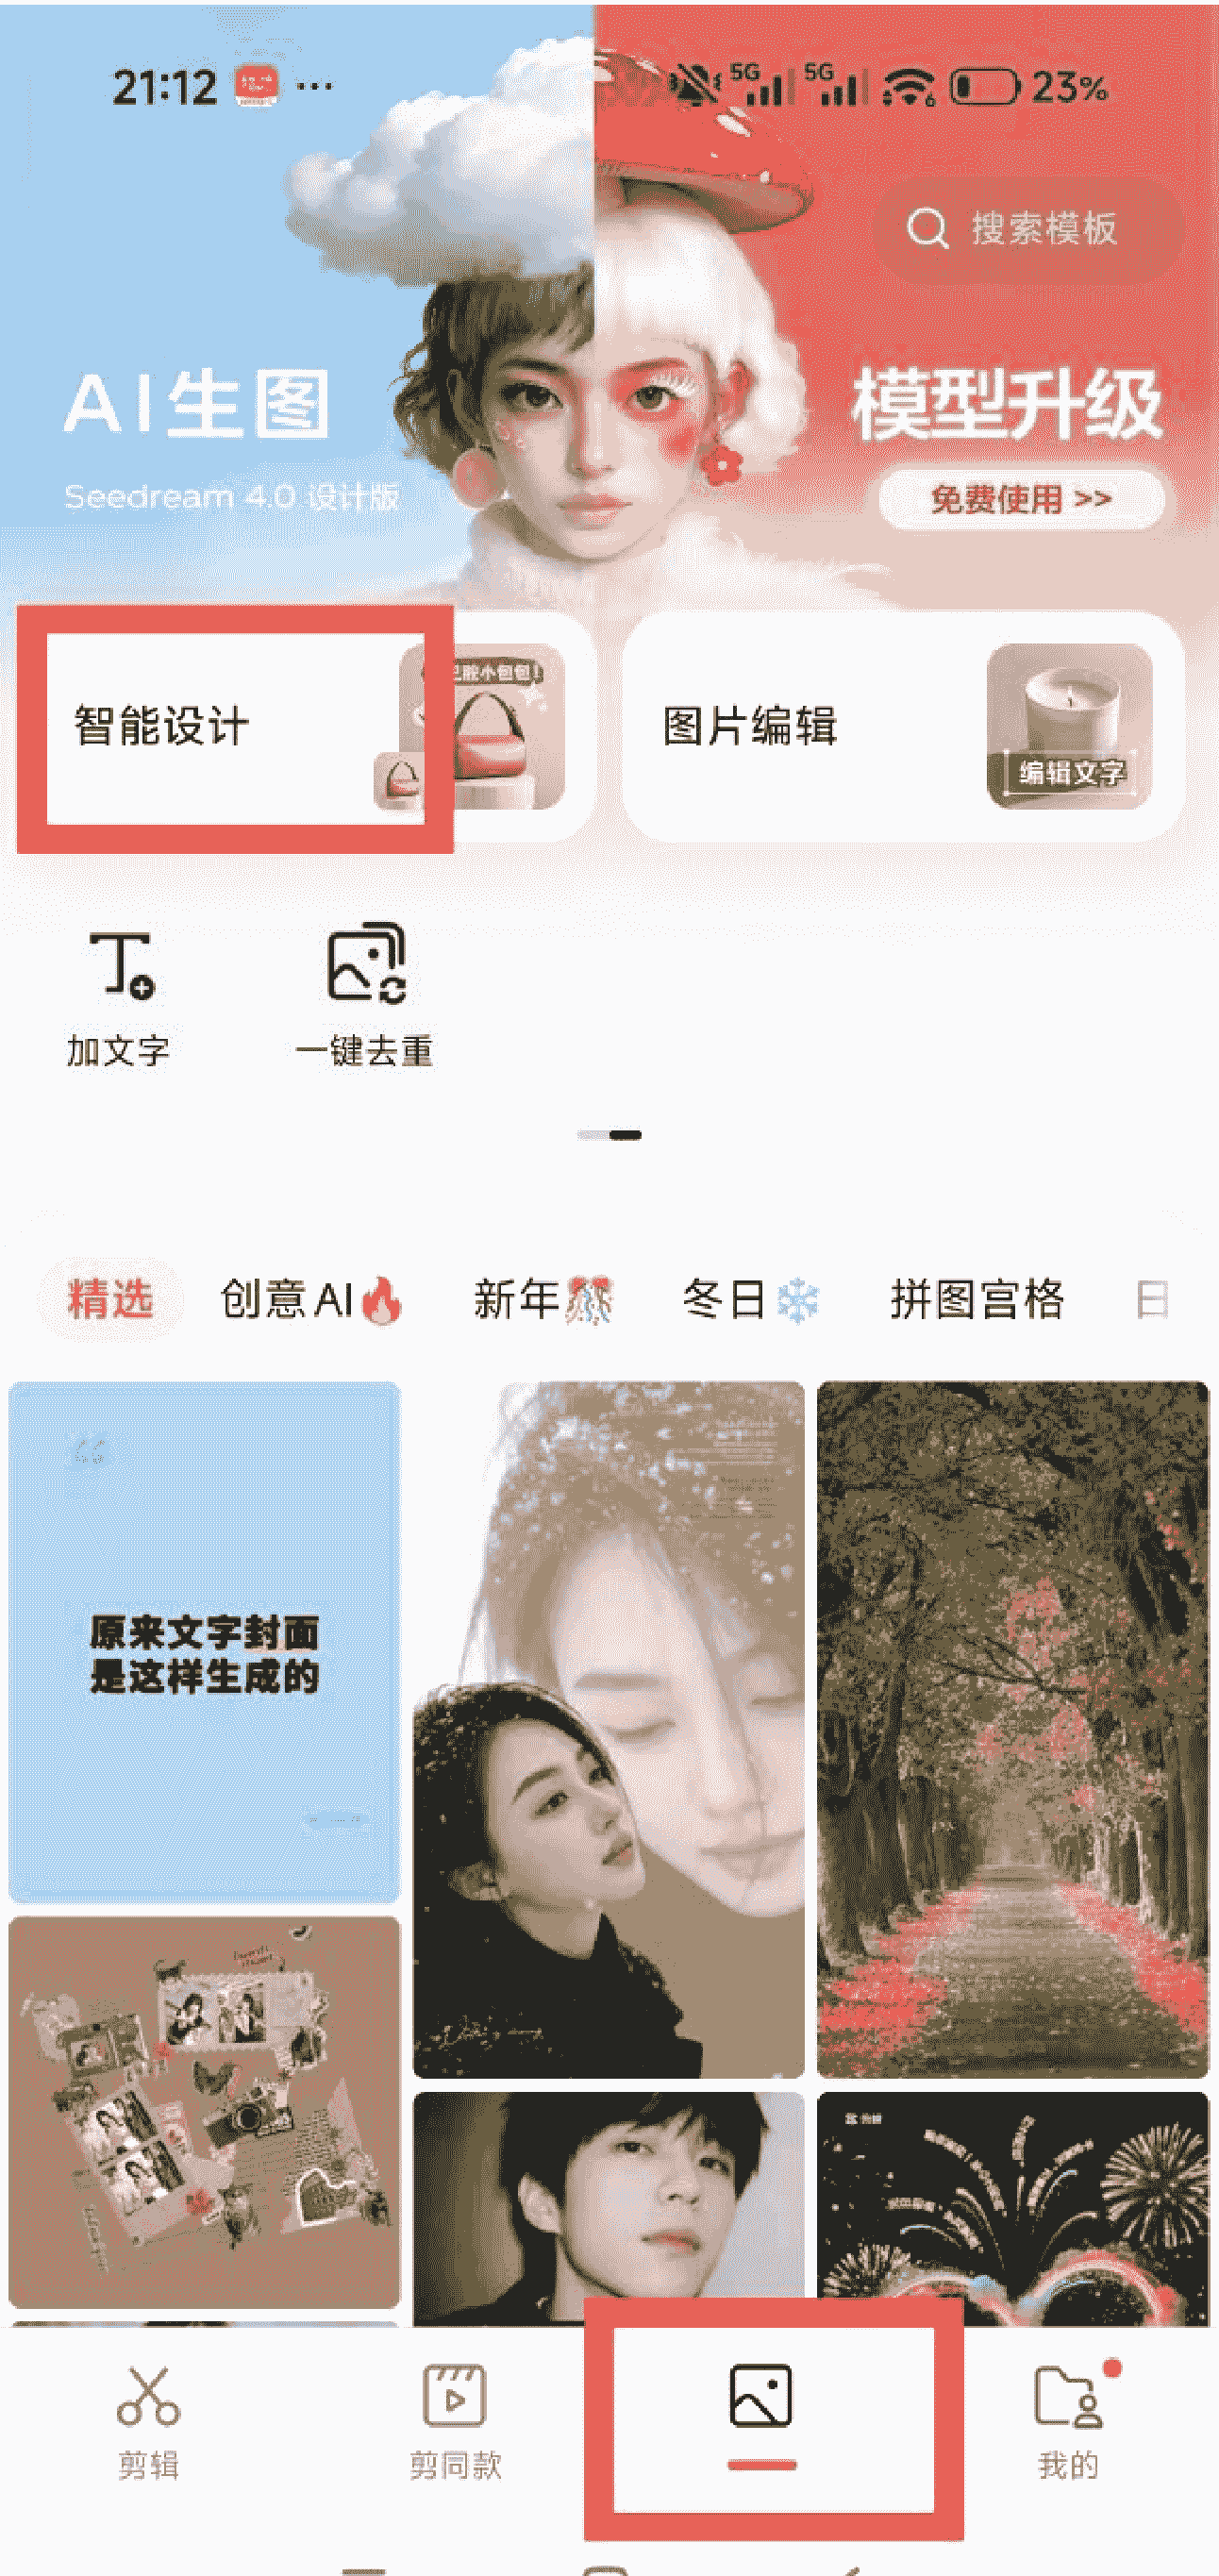 21:12
5G 5G 23%
搜索模板
AI生图
模型升级
Seedream 4.0 设计版
免费使用 >>
智能设计
小包包!
图片编辑
编辑文字
加文字
一键去重
精选
创意AI
新年
冬日
拼图宫格
日
原来文字封面
是这样生成的
剪辑
剪同款
我的